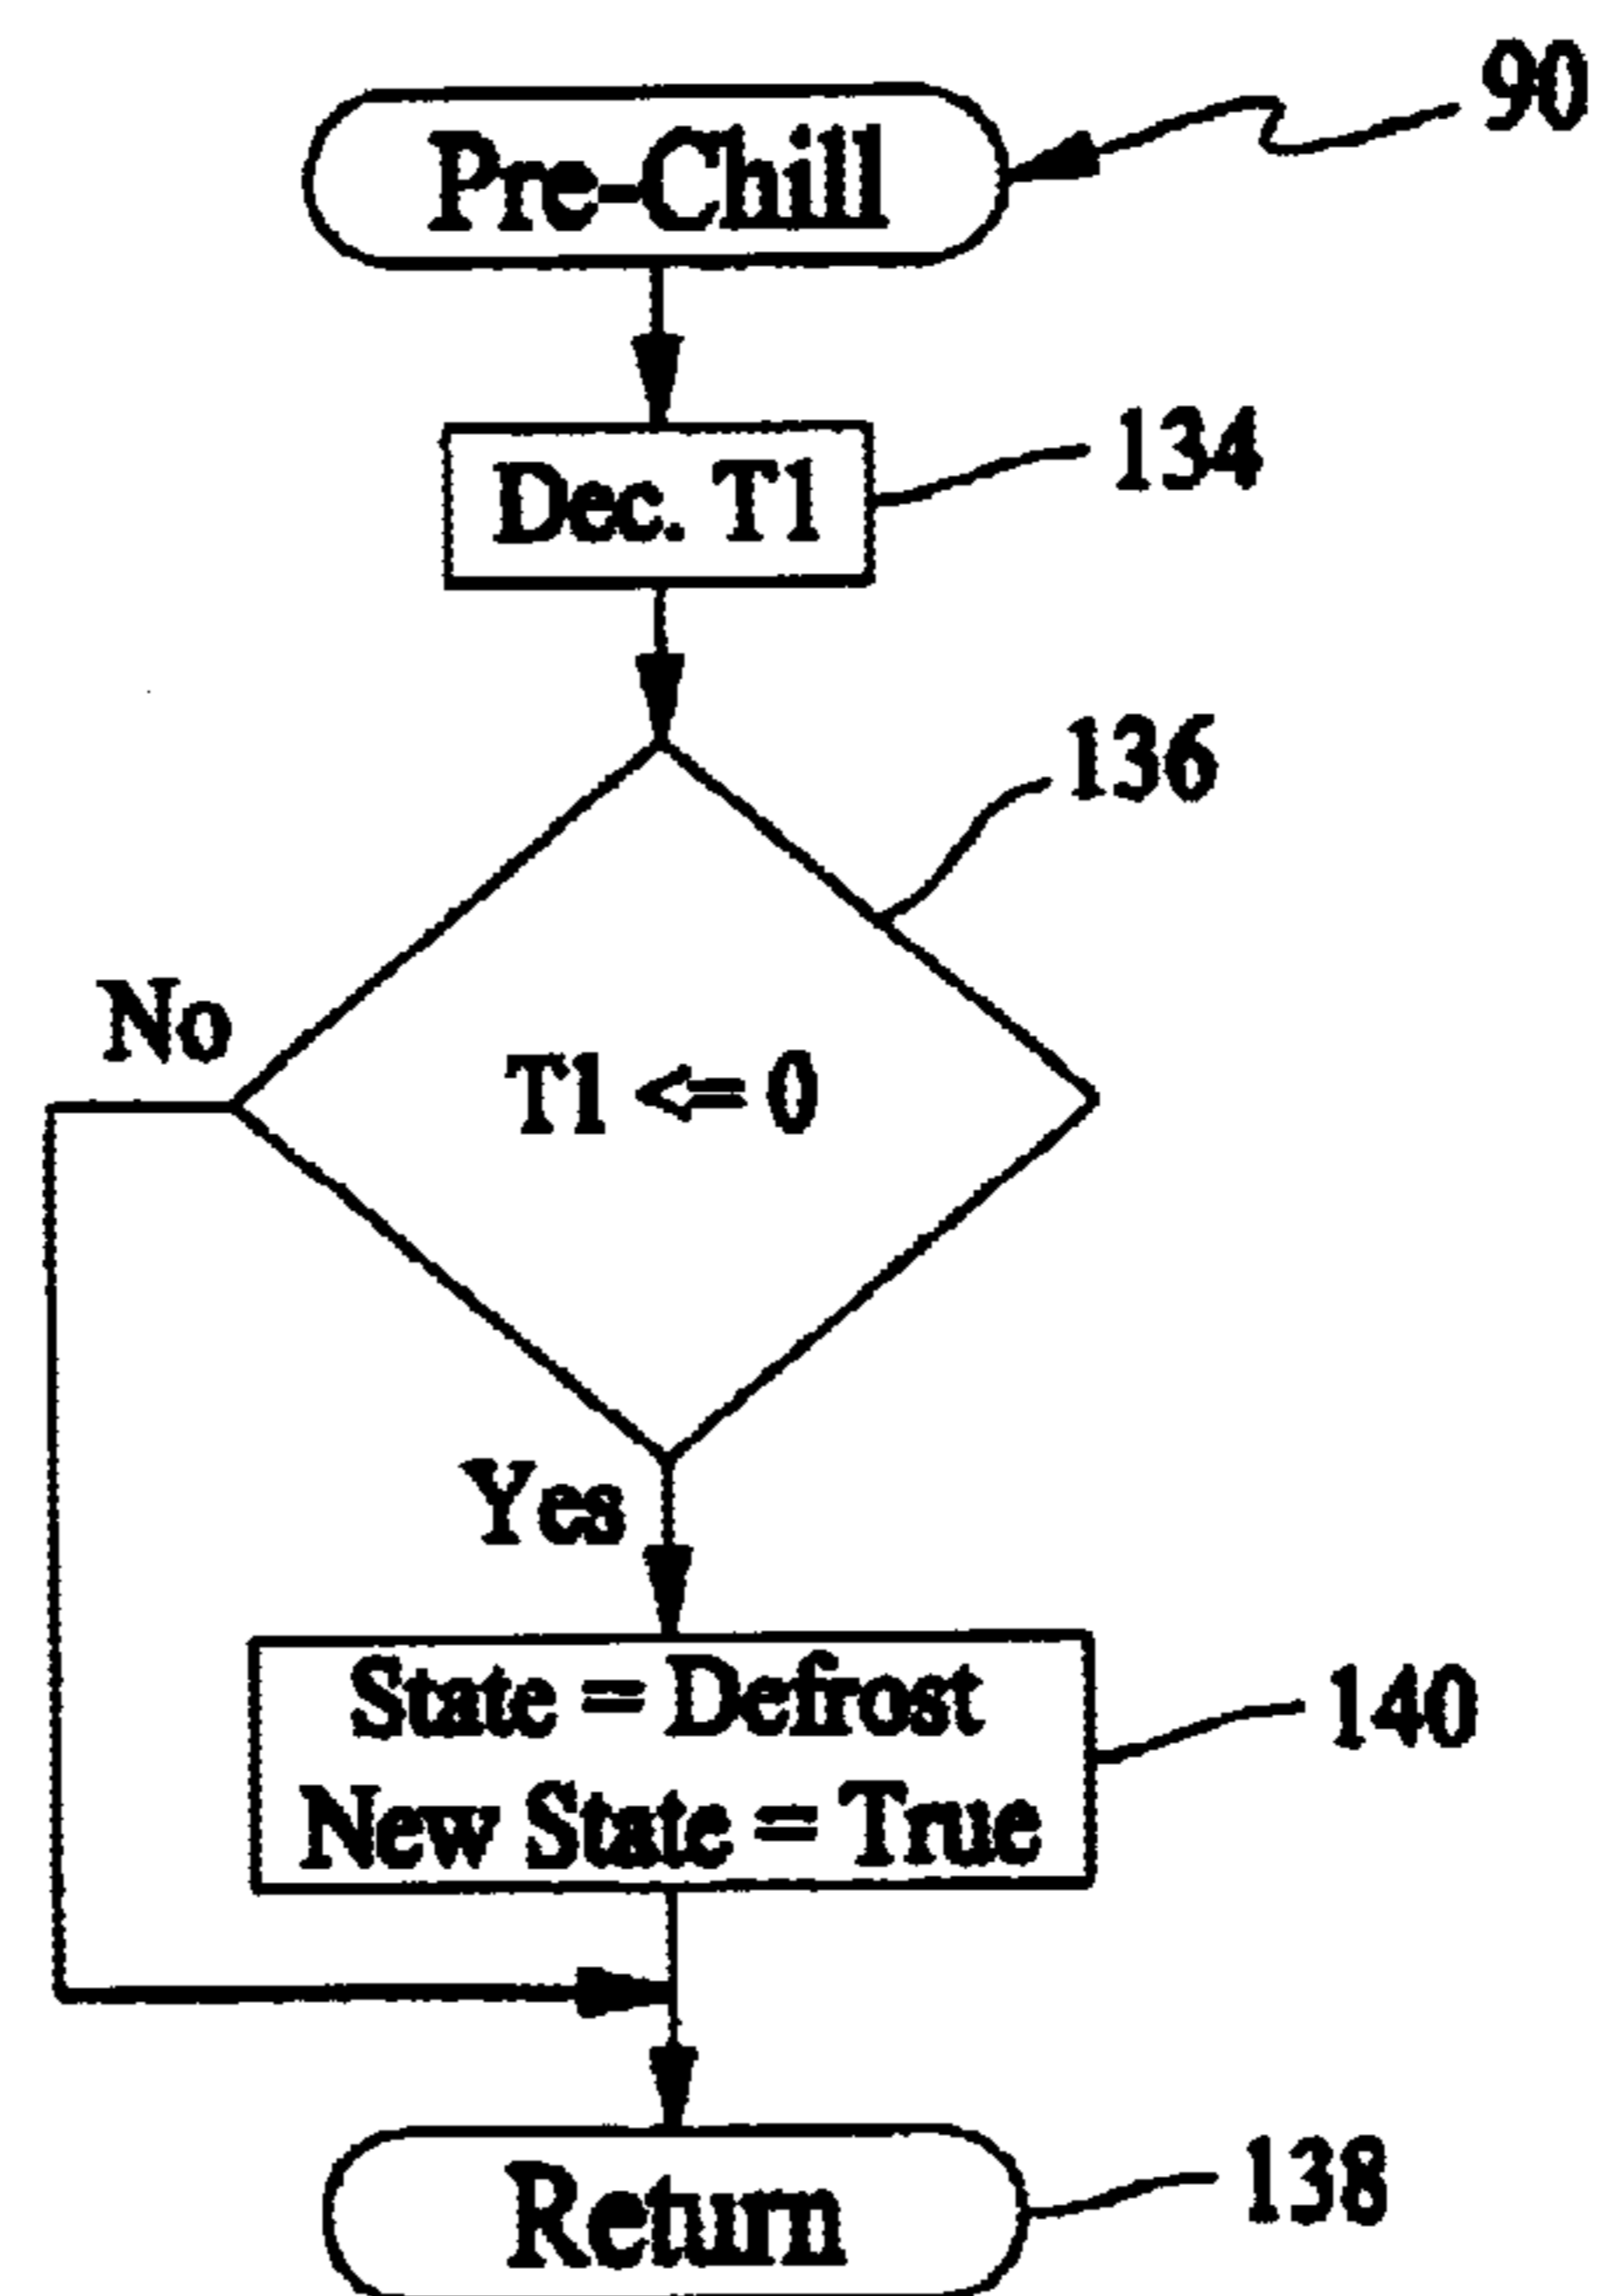 90
Pre-Chill
134
Dec. T1
136
No
T1 <= 0
Yes
State = Defrost
140
New State = True
138
Return